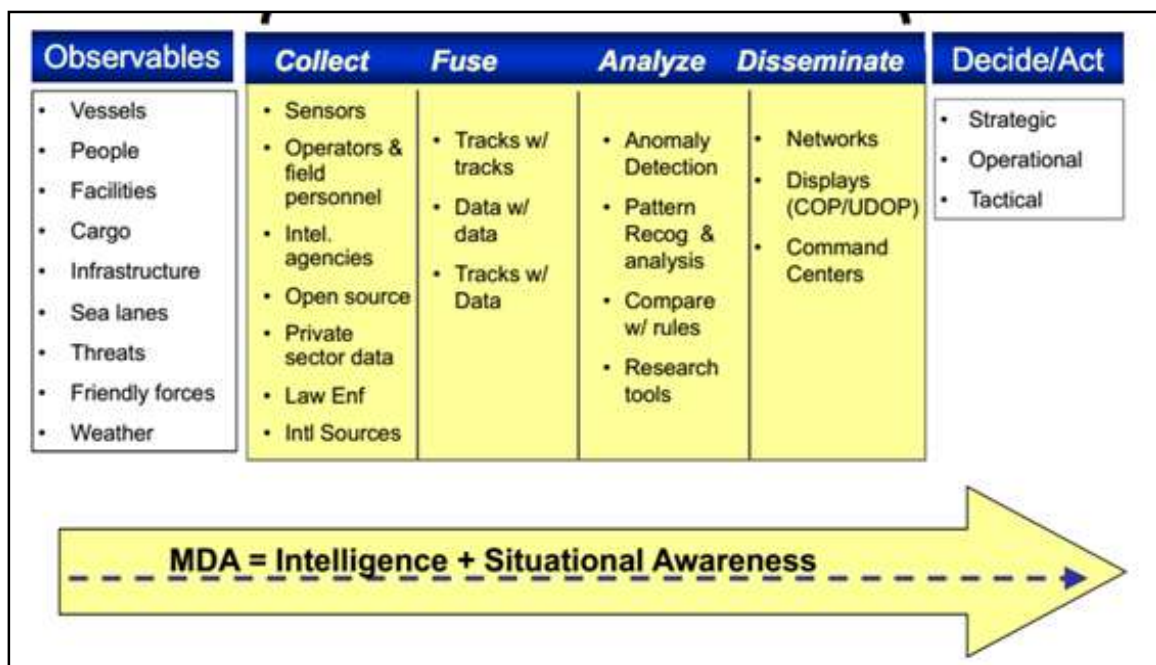 Observables
• Vessels
• People
• Facilities
• Cargo
• Infrastructure
• Sea lanes
• Threats
• Friendly forces
• Weather
Collect
• Sensors
• Operators &
field
personnel
• Intel.
agencies
• Open source
• Private
sector data
• Law Enf
• Intl Sources
Fuse
• Tracks w/
tracks
• Data w/
data
• Tracks w/
Data
Analyze
• Anomaly
Detection
• Pattern
Recog &
analysis
• Compare
w/ rules
• Research
tools
Disseminate
• Networks
• Displays
(COP/UDOP)
• Command
Centers
Decide/Act
• Strategic
• Operational
• Tactical
MDA = Intelligence + Situational Awareness